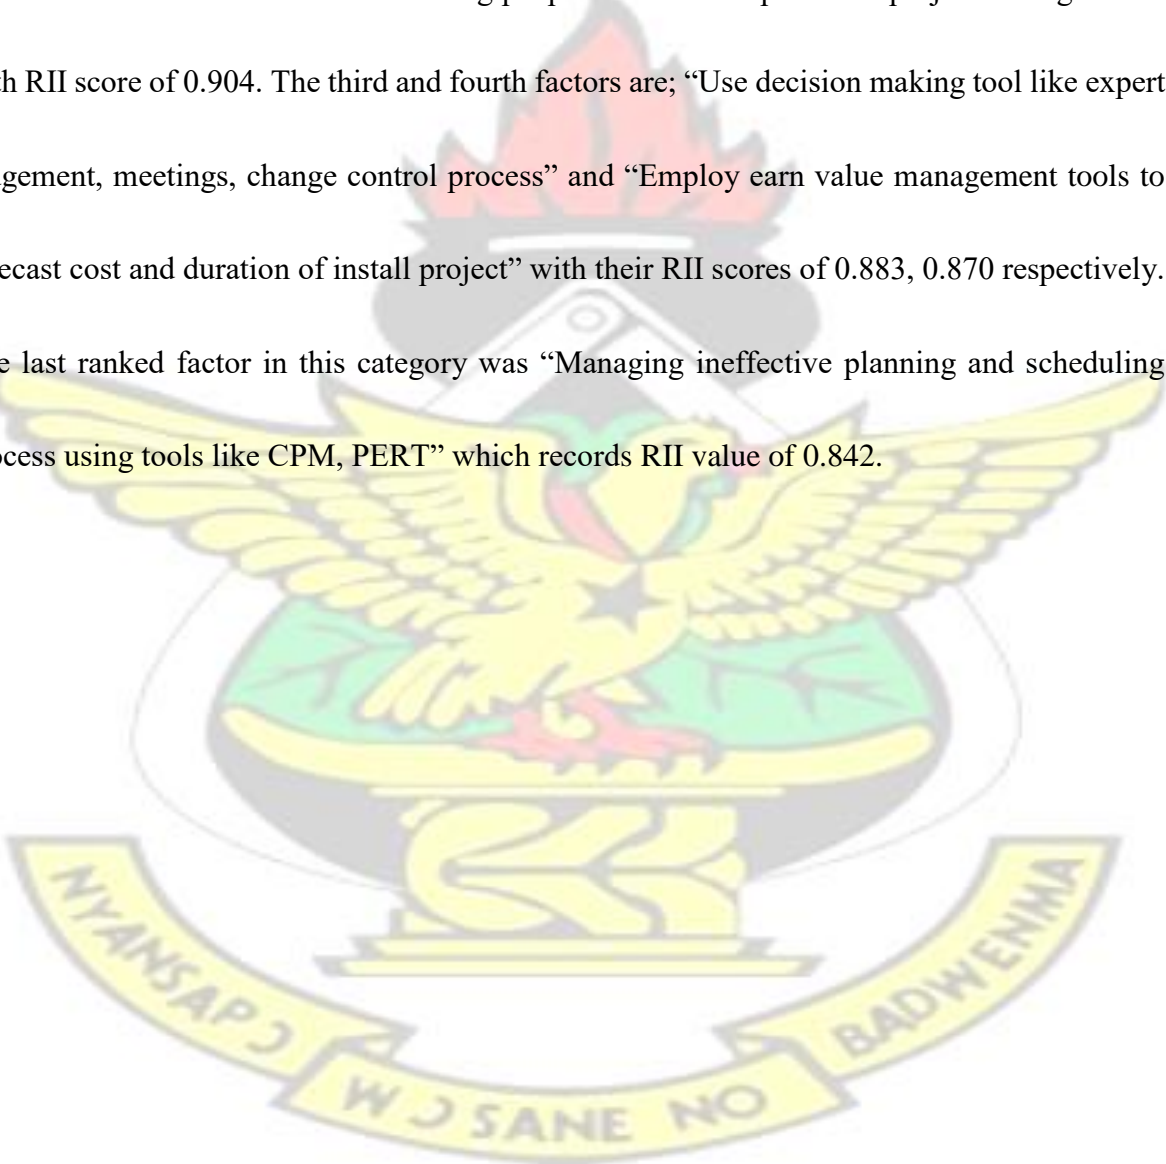 th RII score of 0.904. The third and fourth factors are; “Use decision making tool like expert
gement, meetings, change control process” and “Employ earn value management tools to
ecast cost and duration of install project” with their RII scores of 0.883, 0.870 respectively.
e last ranked factor in this category was “Managing ineffective planning and scheduling
ocess using tools like CPM, PERT” which records RII value of 0.842.
NYANSAPƆ
WƆSANE NO
BADWENMA